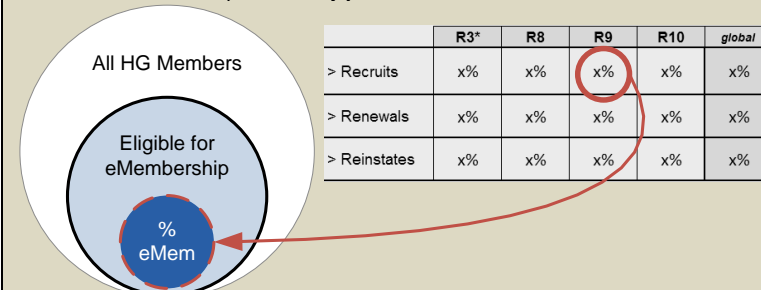 All HG Members
Eligible for
eMembership
%
eMem
R3* R8 R9 R10 global
> Recruits x% x% x% x% x%
> Renewals x% x% x% x% x%
> Reinstates x% x% x% x% x%